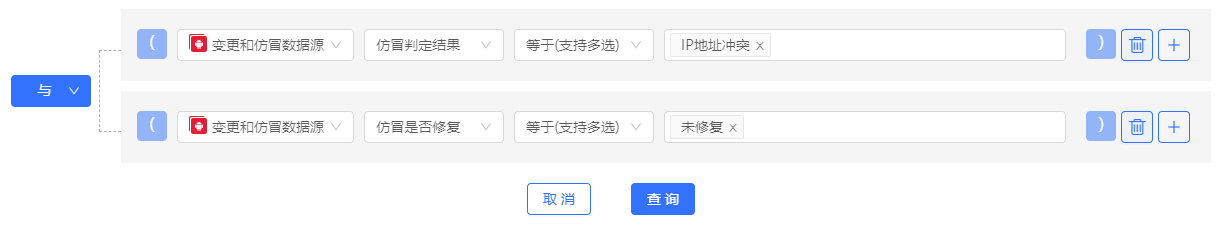 ( 变更和仿冒数据源 仿冒判定结果 等于(支持多选) IP地址冲突 x )
与
( 变更和仿冒数据源 仿冒是否修复 等于(支持多选) 未修复 x )
取 消 查 询